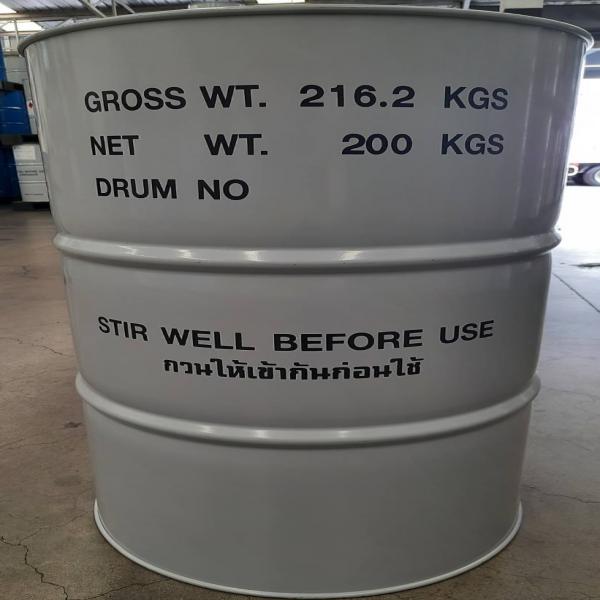 GROSS WT. 216.2 KGS
NET WT. 200 KGS
DRUM NO
STIR WELL BEFORE USE
กวนให้เข้ากันก่อนใช้